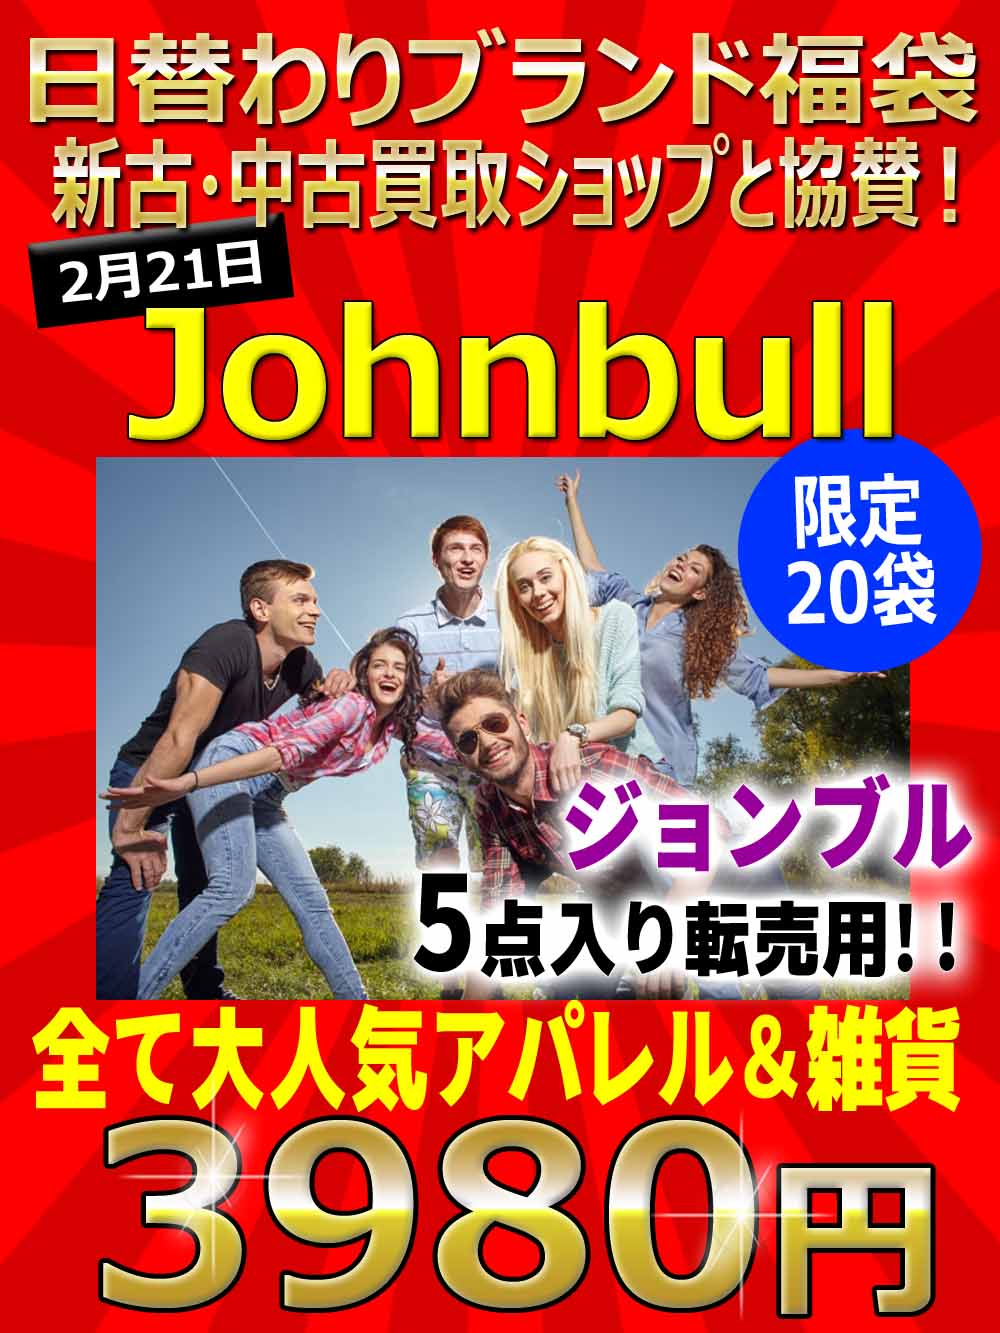 日替わりブランド福袋
新古・中古買取ショップと協賛！
2月21日
Johnbull
限定
20袋
ジョンブル
5点入り転売用!!
全て大人気アパレル＆雑貨
3980円